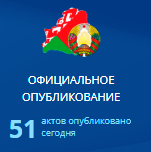 ОФИЦИАЛЬНОЕ
ОПУБЛИКОВАНИЕ
51 актов опубликовано
сегодня